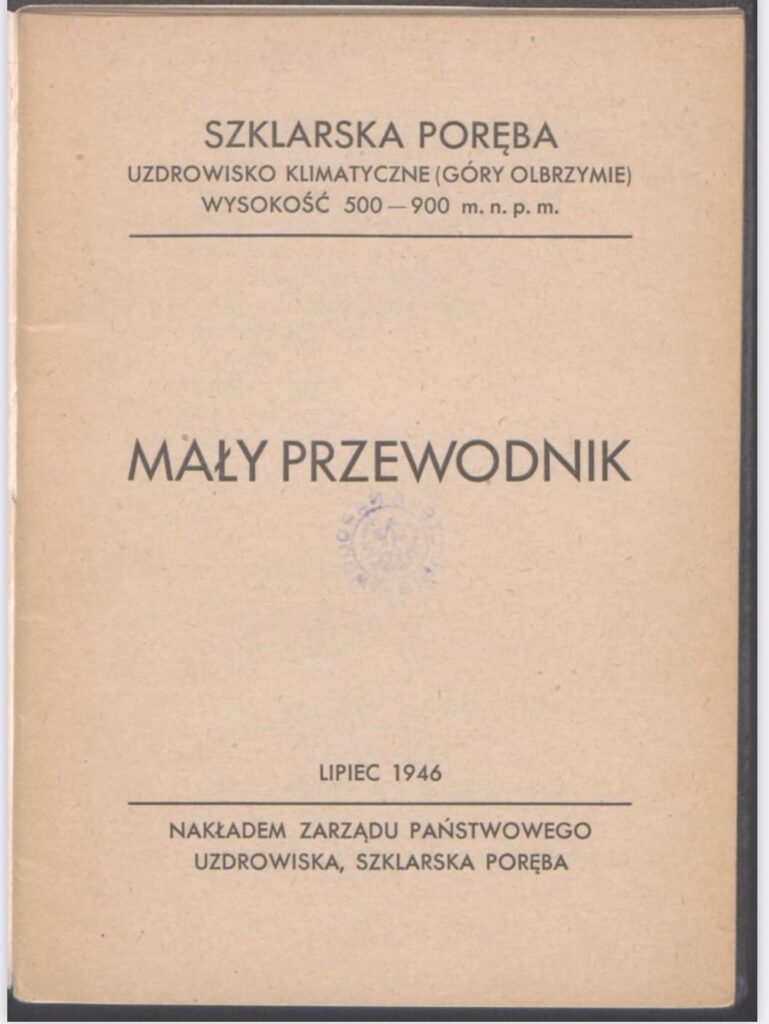 SZKLARSKA PORĘBA
UZDROWISKO KLIMATYCZNE (GÓRY OLBRZYMIE)
WYSOKOŚĆ 500 — 900 m. n. p. m.
MAŁY PRZEWODNIK
LIPIEC 1946
NAKŁADEM ZARZĄDU PAŃSTWOWEGO
UZDROWISKA, SZKLARSKA PORĘBA